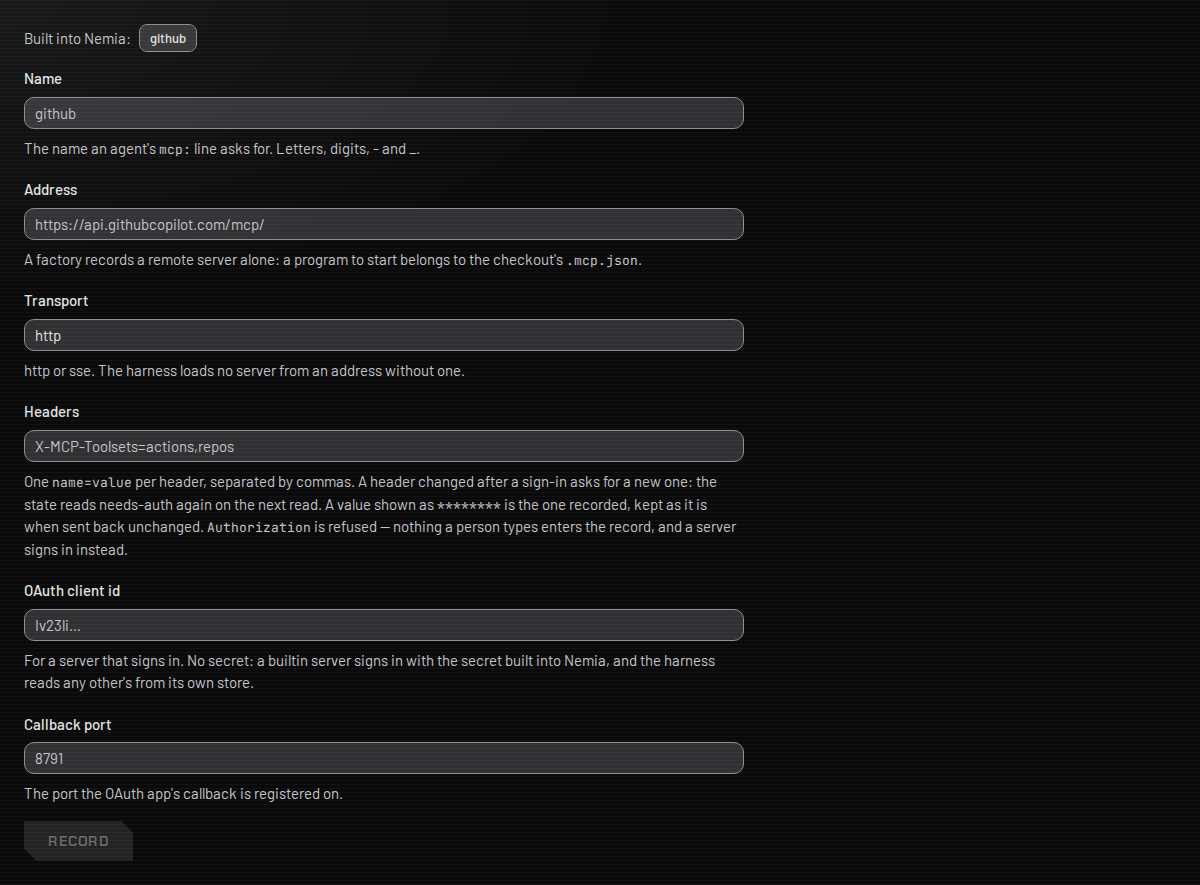 Built into Nemia: github
Name
github
The name an agent's mcp: line asks for. Letters, digits, - and _.
Address
https://api.githubcopilot.com/mcp/
A factory records a remote server alone: a program to start belongs to the checkout's .mcp.json.
Transport
http
http or sse. The harness loads no server from an address without one.
Headers
X-MCP-Toolsets=actions,repos
One name=value per header, separated by commas. A header changed after a sign-in asks for a new one: the
state reads needs-auth again on the next read. A value shown as ******** is the one recorded, kept as it is
when sent back unchanged. Authorization is refused — nothing a person types enters the record, and a server
signs in instead.
OAuth client id
Iv23li...
For a server that signs in. No secret: a builtin server signs in with the secret built into Nemia, and the harness
reads any other's from its own store.
Callback port
8791
The port the OAuth app's callback is registered on.
RECORD